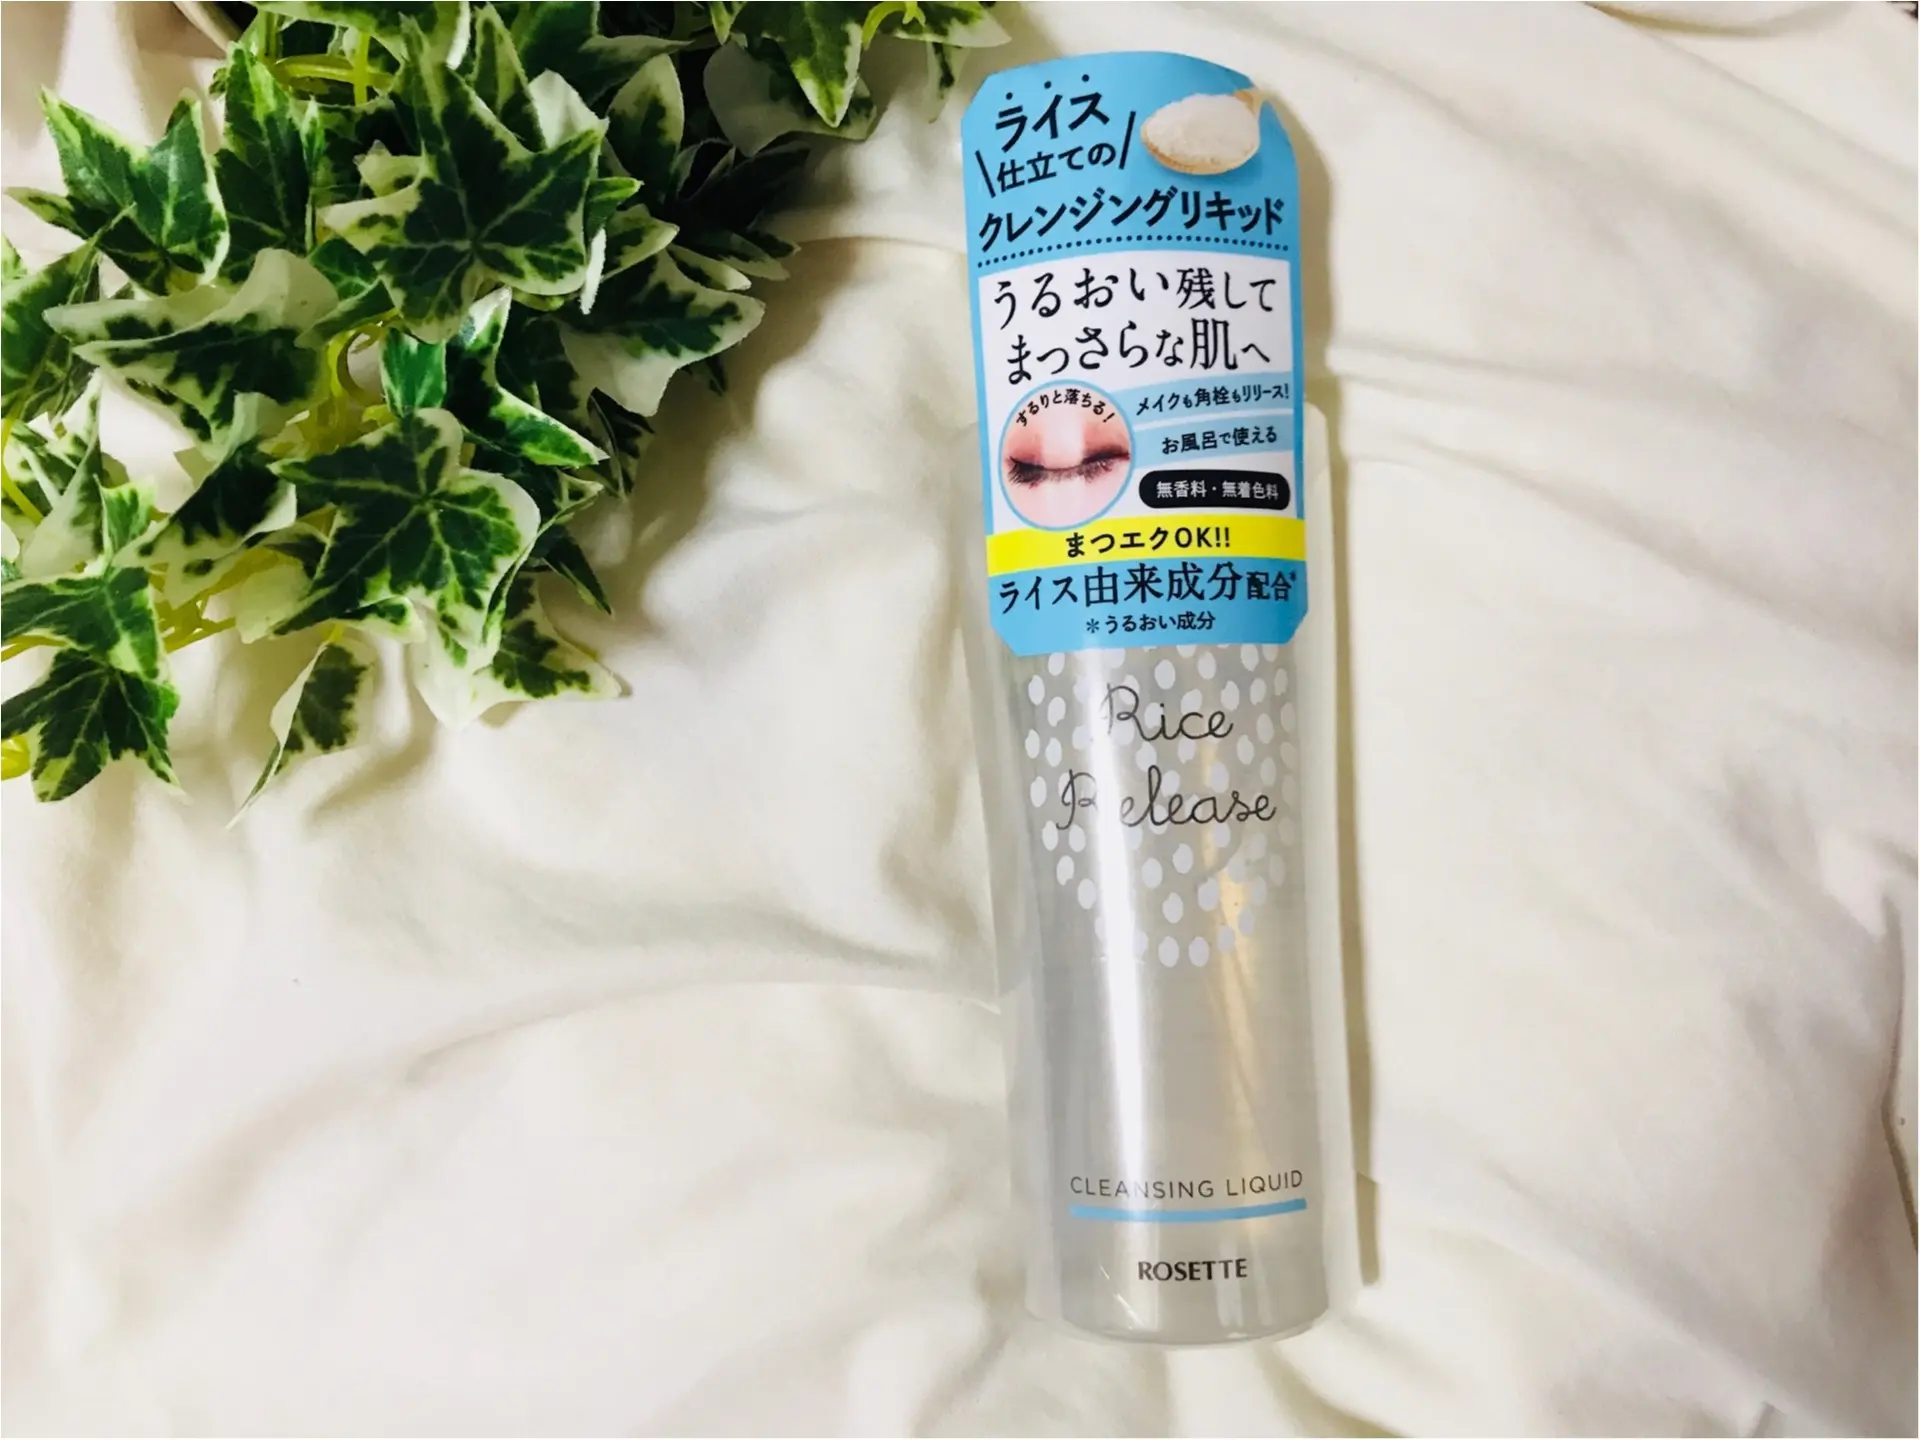 ライス
仕立ての
クレンジングリキッド
うるおい残して
まっさらな肌へ
するりと落ちる!
メイクも角栓もリリース!
お風呂で使える
無香料・無着色料
まつエクOK!!
ライス由来成分配合*
*うるおい成分
Rice
Release
CLEANSING LIQUID
ROSETTE